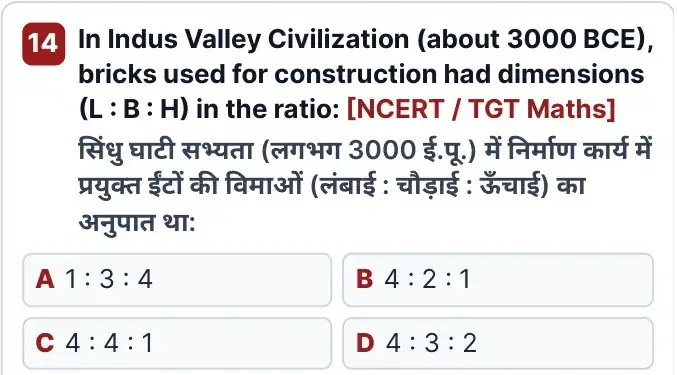 14 In Indus Valley Civilization (about 3000 BCE),
bricks used for construction had dimensions
(L : B : H) in the ratio: [NCERT / TGT Maths]
सिंधु घाटी सभ्यता (लगभग 3000 ई.पू.) में निर्माण कार्य में
प्रयुक्त ईंटों की विमाओं (लंबाई : चौड़ाई : ऊँचाई) का
अनुपात था:
A 1 : 3 : 4
B 4 : 2 : 1
C 4 : 4 : 1
D 4 : 3 : 2